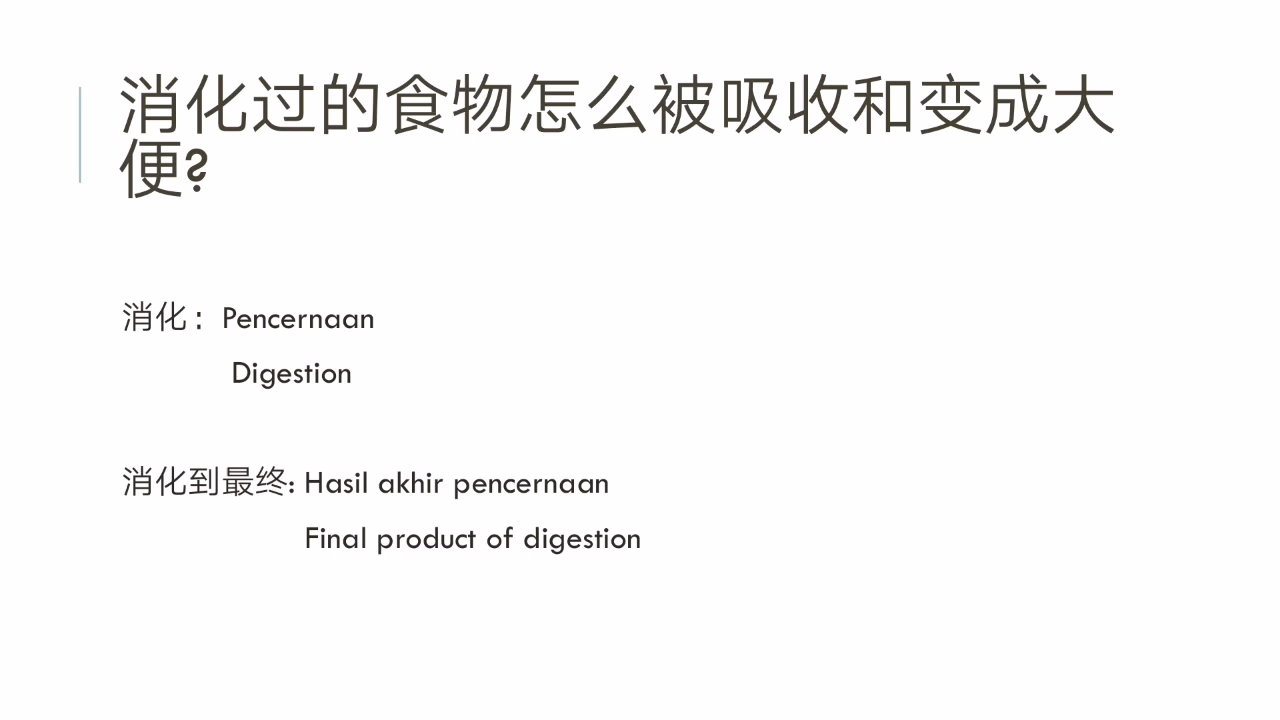 消化过的食物怎么被吸收和变成大
便?
消化 : Pencernaan
Digestion
消化到最终: Hasil akhir pencernaan
Final product of digestion